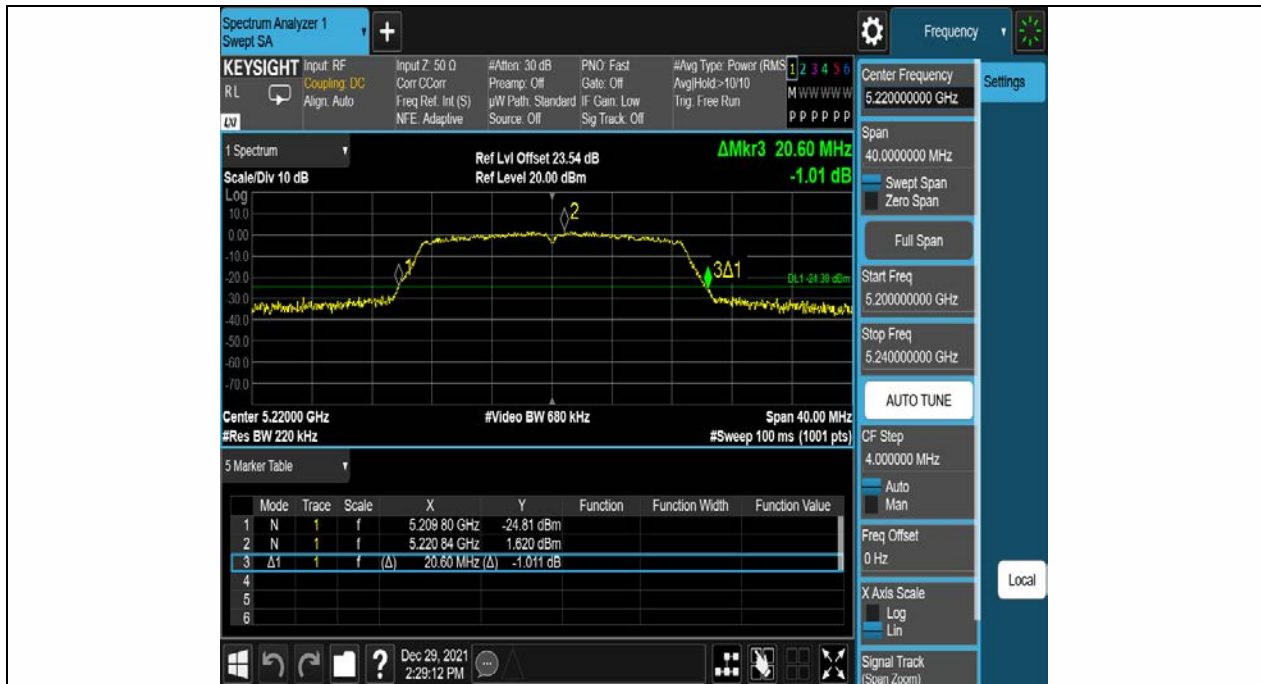 Spectrum Analyzer 1
Swept SA
Frequency
KEYSIGHT
RL
LXI
Input: RF
Coupling: DC
Align: Auto
Input Z: 50 Ω
Corr CCorr
Freq Ref: Int (S)
NFE: Adaptive
#Atten: 30 dB
Preamp: Off
µW Path: Standard
Source: Off
PNO: Fast
Gate: Off
IF Gain: Low
Sig Track: Off
#Avg Type: Power (RMS
Avg|Hold:>10/10
Trig: Free Run
1 2 3 4 5 6
M W W W W W
P P P P P P
1 Spectrum
Scale/Div 10 dB
Ref Lvl Offset 23.54 dB
Ref Level 20.00 dBm
ΔMkr3 20.60 MHz
-1.01 dB
Log
10.0
0.00
-10.0
-20.0
-30.0
-40.0
-50.0
-60.0
-70.0
1
2
3Δ1
DL1 -24.38 dBm
Center 5.22000 GHz
#Video BW 680 kHz
Span 40.00 MHz
#Res BW 220 kHz
#Sweep 100 ms (1001 pts)
5 Marker Table
Mode Trace Scale X Y Function Function Width Function Value
1 N 1 f 5.209 80 GHz -24.81 dBm
2 N 1 f 5.220 84 GHz 1.620 dBm
3 Δ1 1 f (Δ) 20.60 MHz (Δ) -1.011 dB
4
5
6
?
Dec 29, 2021
2:29:12 PM
Center Frequency
5.220000000 GHz
Span
40.0000000 MHz
Swept Span
Zero Span
Full Span
Start Freq
5.200000000 GHz
Stop Freq
5.240000000 GHz
AUTO TUNE
CF Step
4.000000 MHz
Auto
Man
Freq Offset
0 Hz
X Axis Scale
Log
Lin
Signal Track
(Span Zoom)
Settings
Local